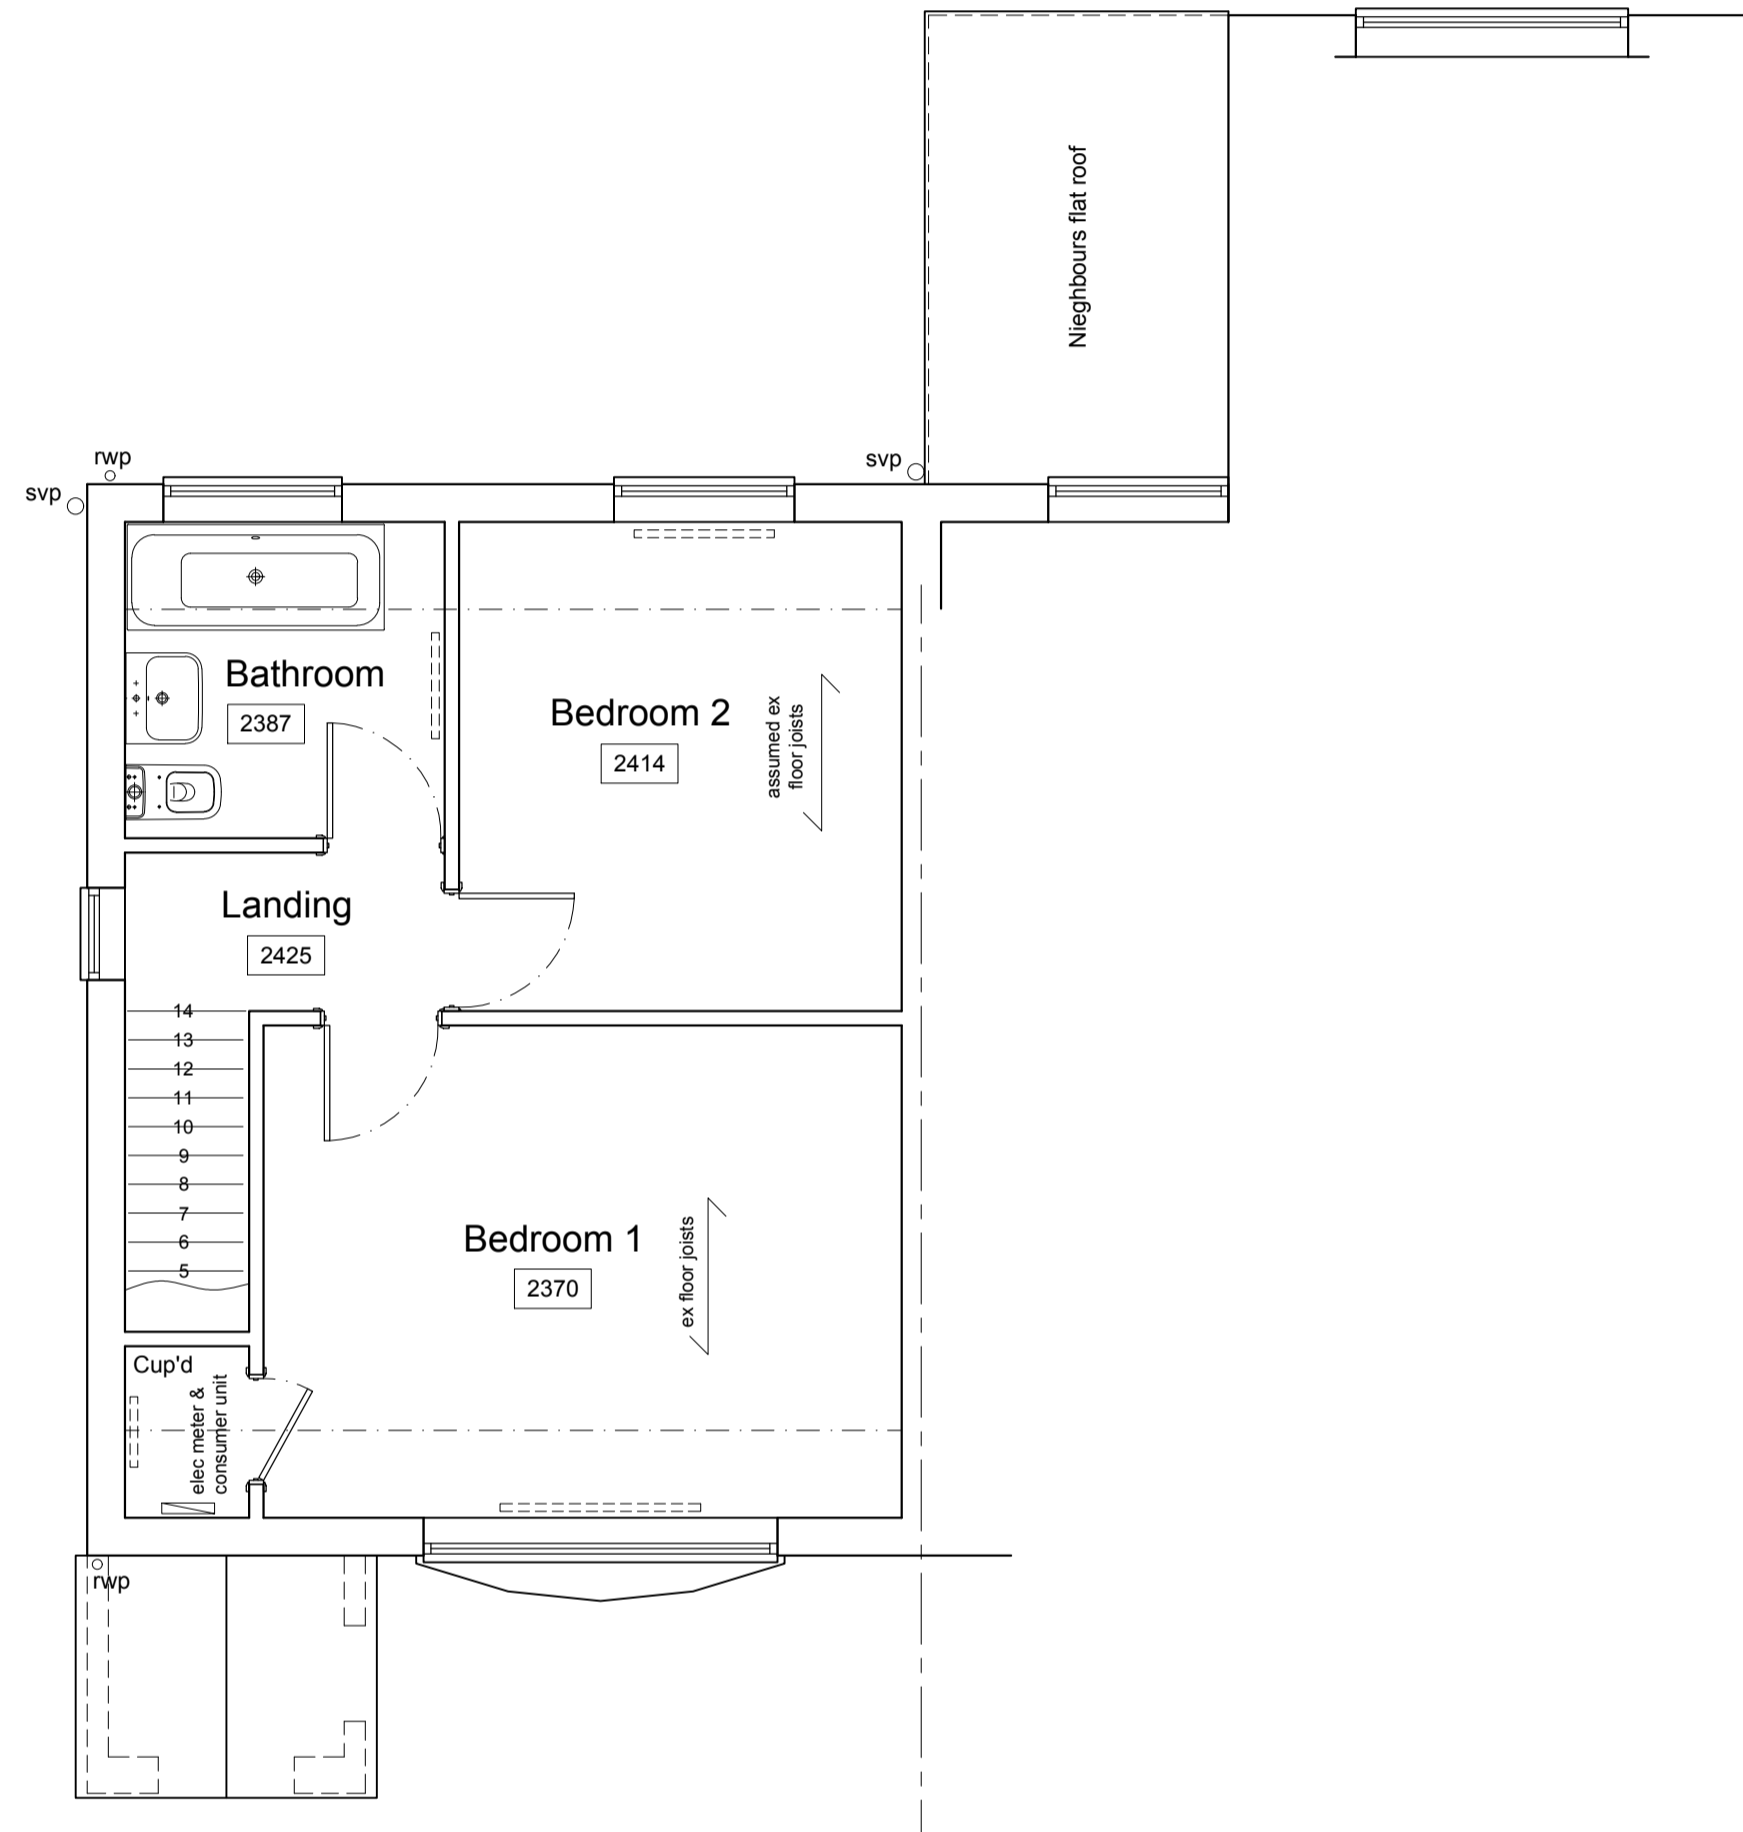 Nieghbours flat roof
rwp
svp
svp
Bathroom
2387
Bedroom 2
2414
assumed ex
floor joists
Landing
2425
14
13
12
11
10
9
8
7
6
5
Bedroom 1
2370
ex floor joists
Cup'd
elec meter &
consumer unit
rwp